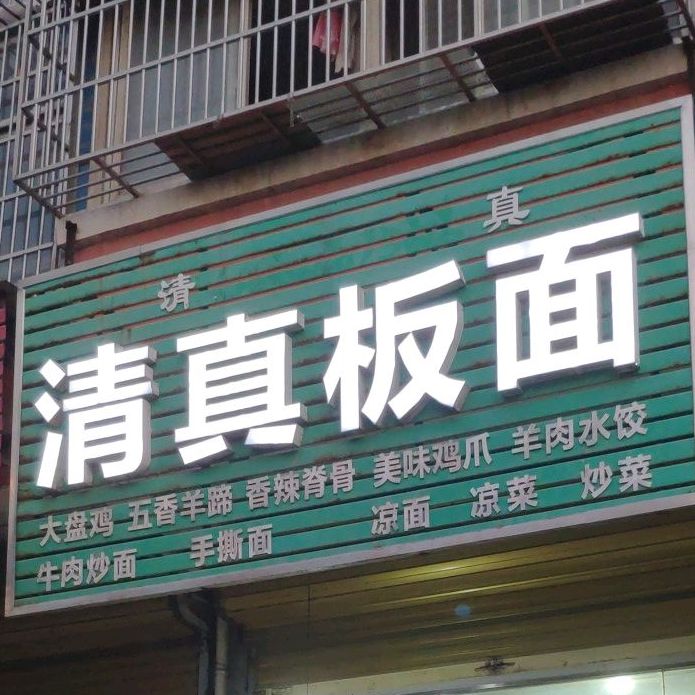 清 真
清真板面
大盘鸡 五香羊蹄 香辣脊骨 美味鸡爪 羊肉水饺
牛肉炒面 手撕面 凉面 凉菜 炒菜